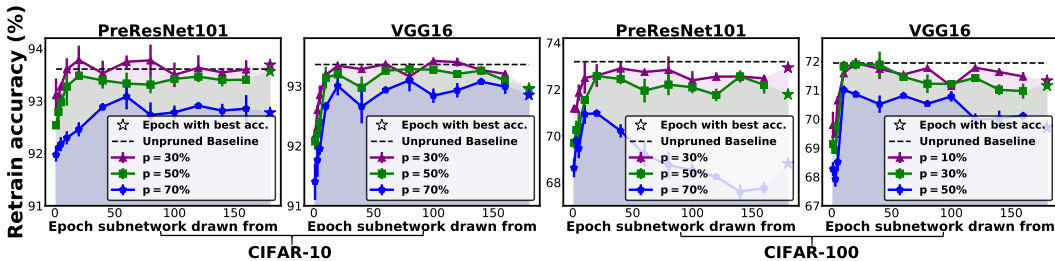 Retrain accuracy (%)
PreResNet101
94
93
92
91
0 50 100 150
Epoch with best acc.
Unpruned Baseline
p = 30%
p = 50%
p = 70%
Epoch subnetwork drawn from
VGG16
93
92
91
0 50 100 150
Epoch with best acc.
Unpruned Baseline
p = 30%
p = 50%
p = 70%
Epoch subnetwork drawn from
CIFAR-10
PreResNet101
74
72
70
68
0 50 100 150
Epoch with best acc.
Unpruned Baseline
p = 30%
p = 50%
p = 70%
Epoch subnetwork drawn from
VGG16
72
71
70
69
68
67
0 50 100 150
Epoch with best acc.
Unpruned Baseline
p = 10%
p = 30%
p = 50%
Epoch subnetwork drawn from
CIFAR-100